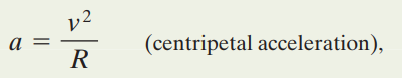 a = v²/R (centripetal acceleration),